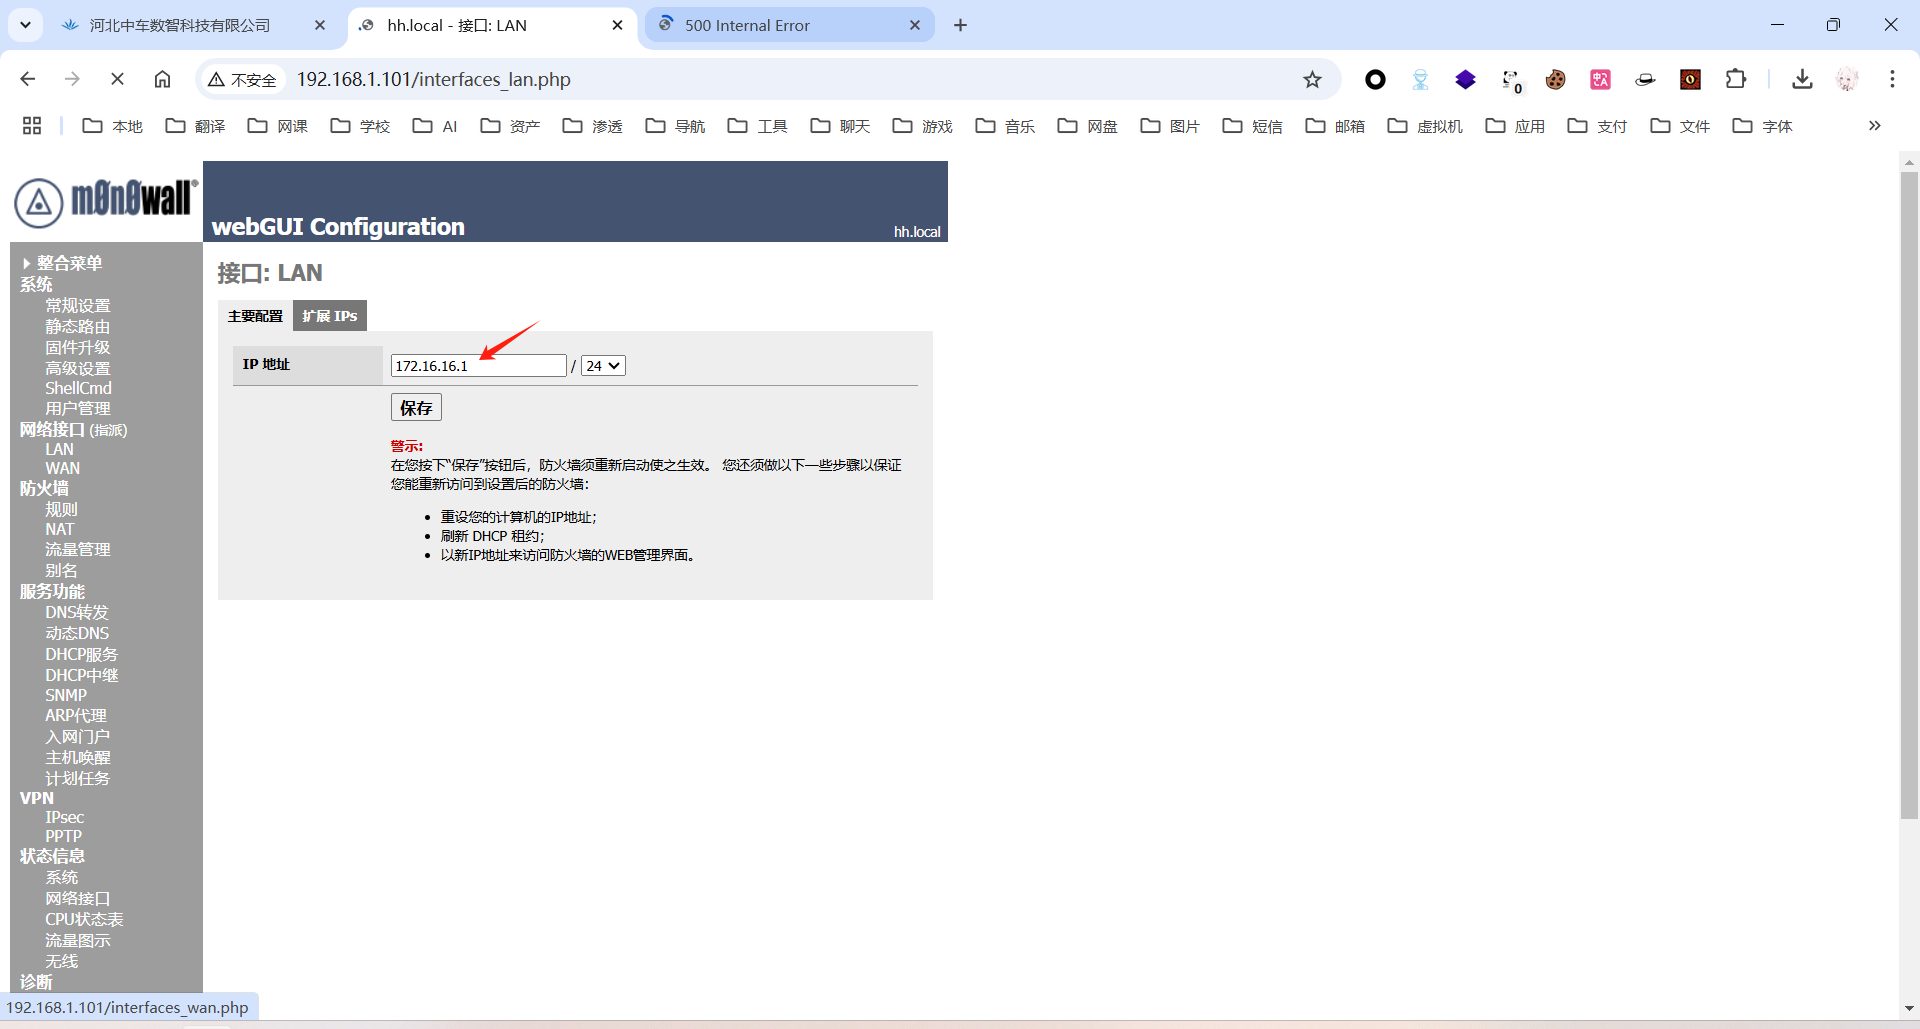 河北中车数智科技有限公司
hh.local - 接口: LAN
500 Internal Error
不安全
192.168.1.101/interfaces_lan.php
0
本地
翻译
网课
学校
AI
资产
渗透
导航
工具
聊天
游戏
音乐
网盘
图片
短信
邮箱
虚拟机
应用
支付
文件
字体
m0n0wall®
webGUI Configuration
hh.local
整合菜单
系统
常规设置
静态路由
固件升级
高级设置
ShellCmd
用户管理
网络接口 (指派)
LAN
WAN
防火墙
规则
NAT
流量管理
别名
服务功能
DNS转发
动态DNS
DHCP服务
DHCP中继
SNMP
ARP代理
入网门户
主机唤醒
计划任务
VPN
IPsec
PPTP
状态信息
系统
网络接口
CPU状态表
流量图示
无线
诊断
接口: LAN
主要配置
扩展 IPs
IP 地址
172.16.16.1 / 24
保存
警示:
在您按下“保存”按钮后，防火墙须重新启动使之生效。 您还须做以下一些步骤以保证
您能重新访问到设置后的防火墙：
• 重设您的计算机的IP地址；
• 刷新 DHCP 租约；
• 以新IP地址来访问防火墙的WEB管理界面。
192.168.1.101/interfaces_wan.php